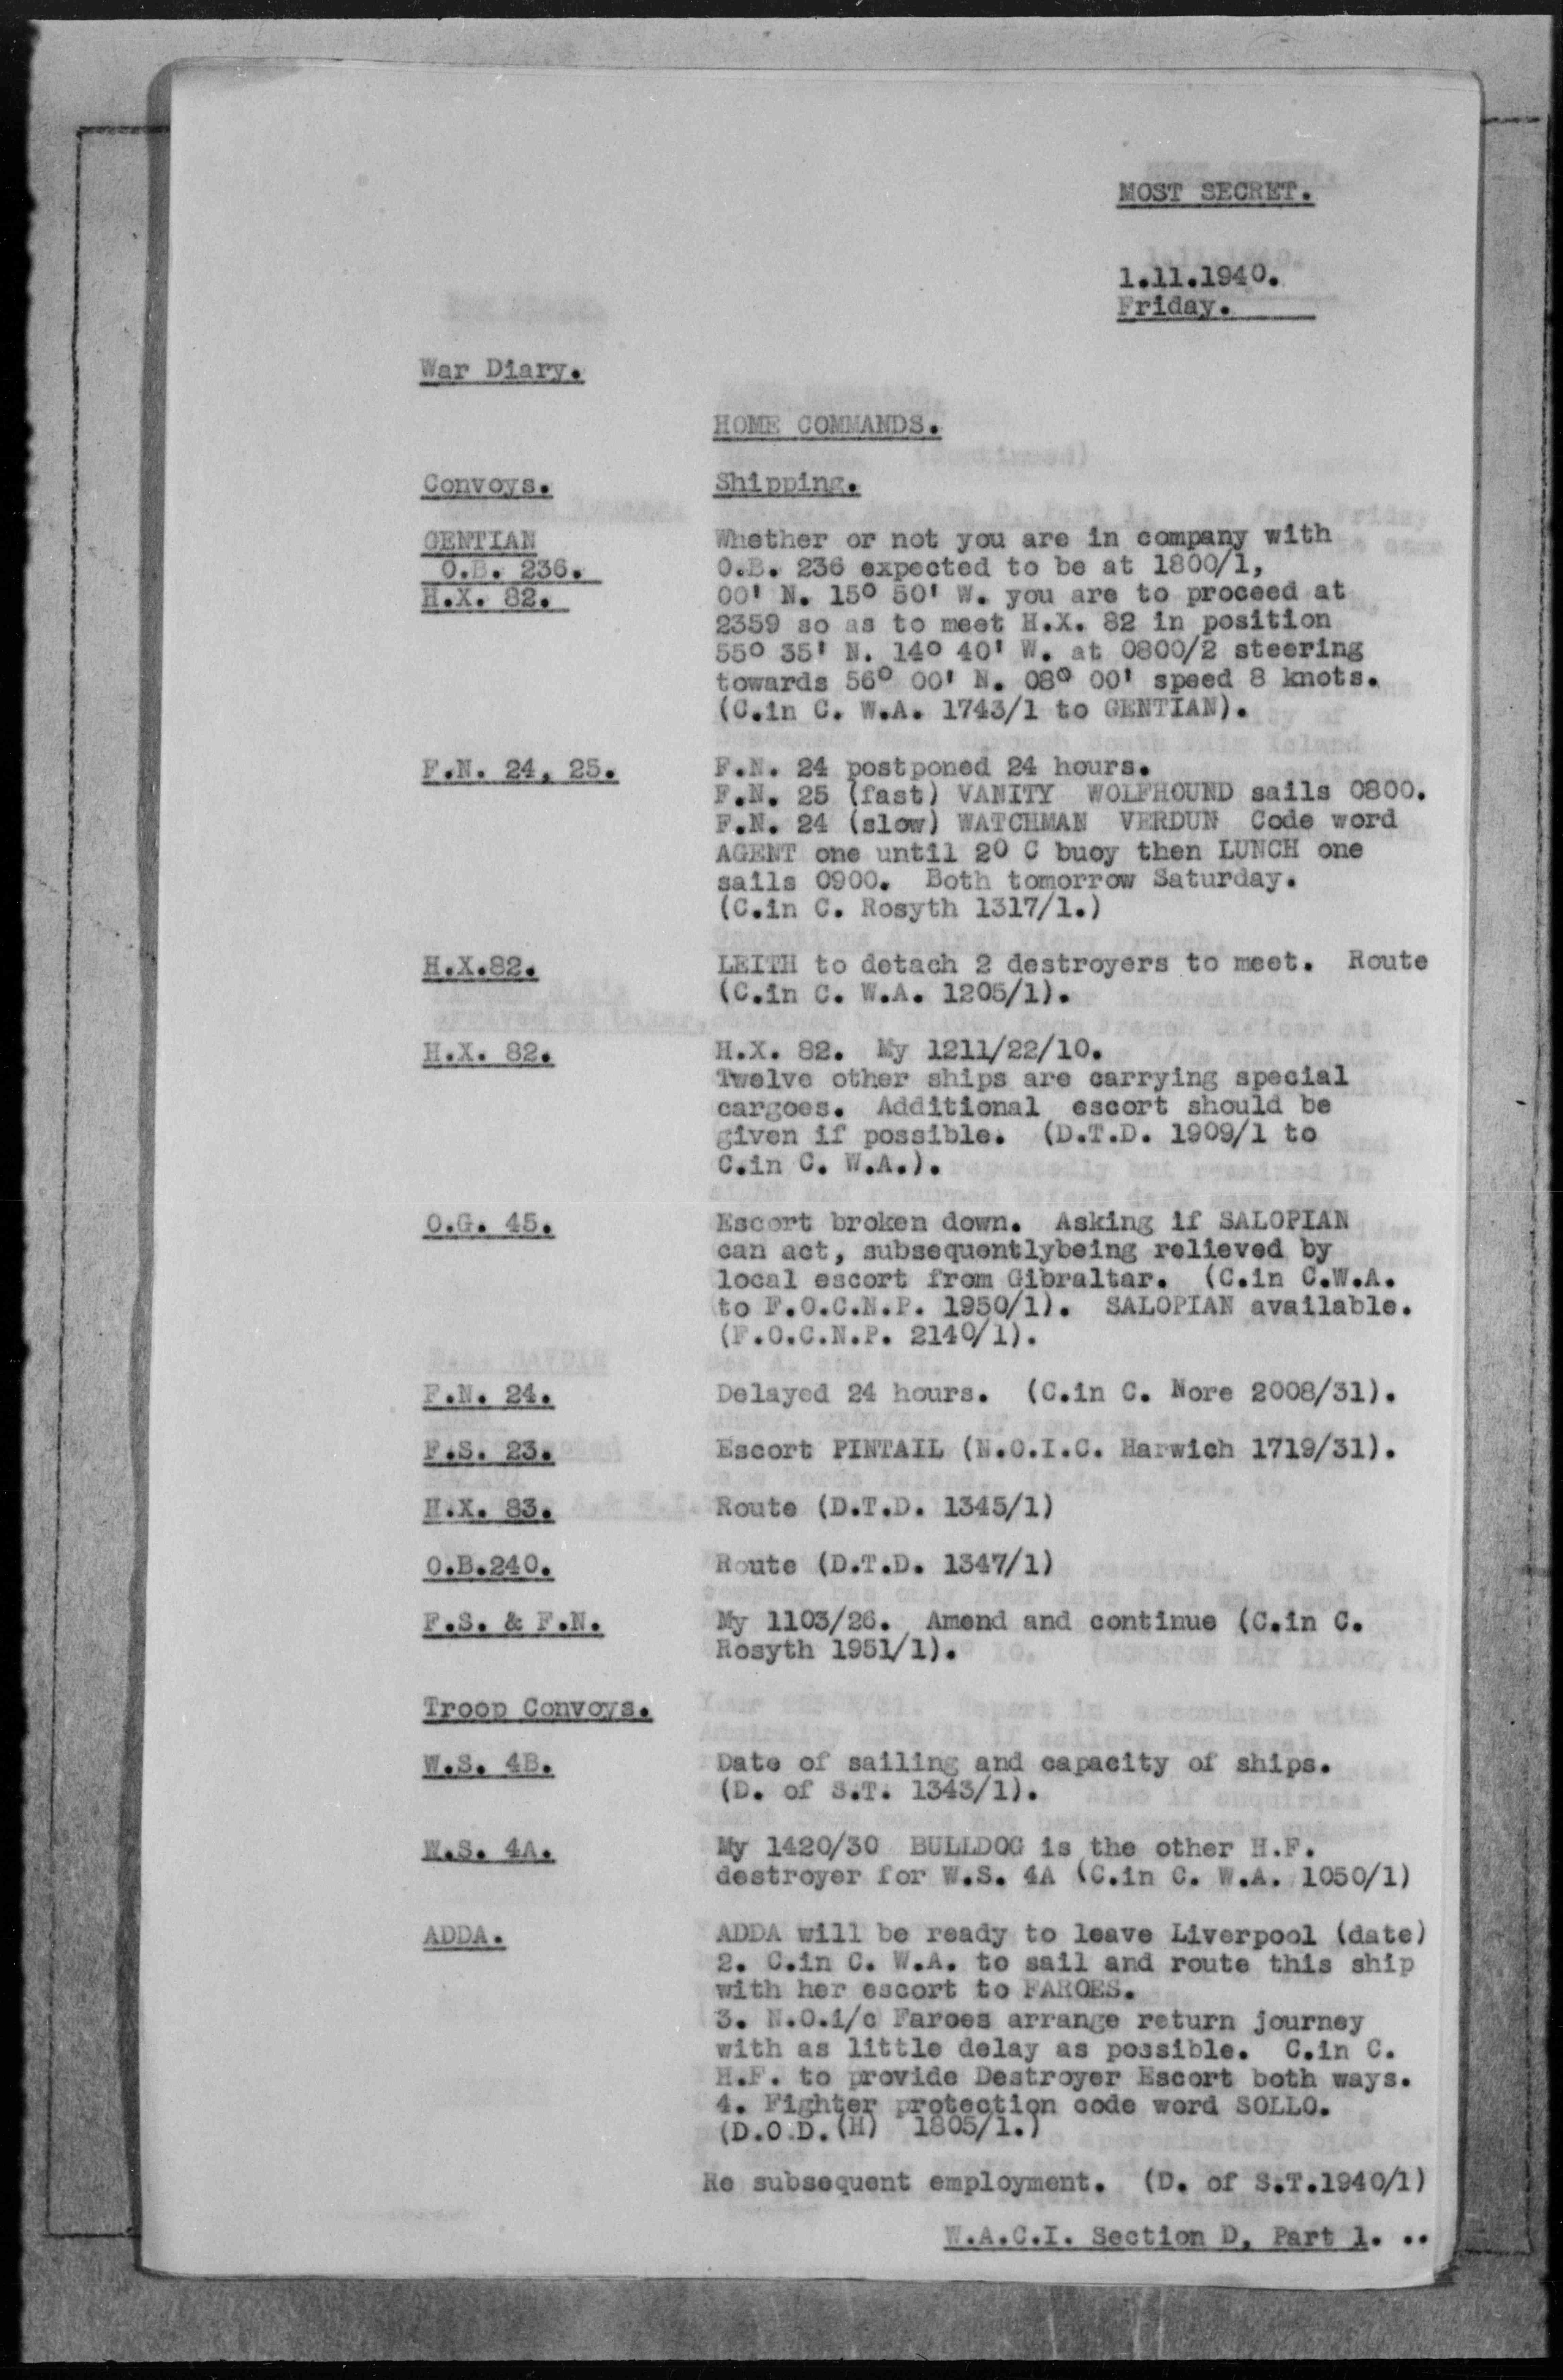 MOST SECRET.
1.11.1940.
Friday.
War Diary.
HOME COMMANDS.
Convoys.
Shipping.
GENTIAN
O.B. 236.
H.X. 82.
Whether or not you are in company with
O.B. 236 expected to be at 1800/1,
00' N. 15° 50' W. you are to proceed at
2359 so as to meet H.X. 82 in position
55° 35' N. 14° 40' W. at 0800/2 steering
towards 56° 00' N. 08° 00' speed 8 knots.
(C.in C. W.A. 1743/1 to GENTIAN).
F.N. 24, 25.
F.N. 24 postponed 24 hours.
F.N. 25 (fast) VANITY WOLFHOUND sails 0800.
F.N. 24 (slow) WATCHMAN VERDUN Code word
AGENT one until 20 C buoy then LUNCH one
sails 0900. Both tomorrow Saturday.
(C.in C. Rosyth 1317/1.)
H.X.82.
LEITH to detach 2 destroyers to meet. Route
(C.in C. W.A. 1205/1).
H.X. 82.
H.X. 82. My 1211/22/10.
Twelve other ships are carrying special
cargoes. Additional escort should be
given if possible. (D.T.D. 1909/1 to
C.in C. W.A.).
O.G. 45.
Escort broken down. Asking if SALOPIAN
can act, subsequentlybeing relieved by
local escort from Gibraltar. (C.in C.W.A.
to F.O.C.N.P. 1950/1). SALOPIAN available.
(F.O.C.N.P. 2140/1).
F.N. 24.
Delayed 24 hours. (C.in C. Nore 2008/31).
F.S. 23.
Escort PINTAIL (N.O.I.C. Harwich 1719/31).
H.X. 83.
Route (D.T.D. 1345/1)
O.B.240.
Route (D.T.D. 1347/1)
F.S. & F.N.
My 1103/26. Amend and continue (C.in C.
Rosyth 1951/1).
Troop Convoys.
W.S. 4B.
Date of sailing and capacity of ships.
(D. of S.T. 1343/1).
W.S. 4A.
My 1420/30 BULLDOG is the other H.F.
destroyer for W.S. 4A (C.in C. W.A. 1050/1)
ADDA.
ADDA will be ready to leave Liverpool (date)
2. C.in C. W.A. to sail and route this ship
with her escort to FAROES.
3. N.O.i/c Faroes arrange return journey
with as little delay as possible. C.in C.
H.F. to provide Destroyer Escort both ways.
4. Fighter protection code word SOLLO.
(D.O.D.(H) 1805/1.)
Re subsequent employment. (D. of S.T.1940/1)
W.A.C.I. Section D, Part 1. ..